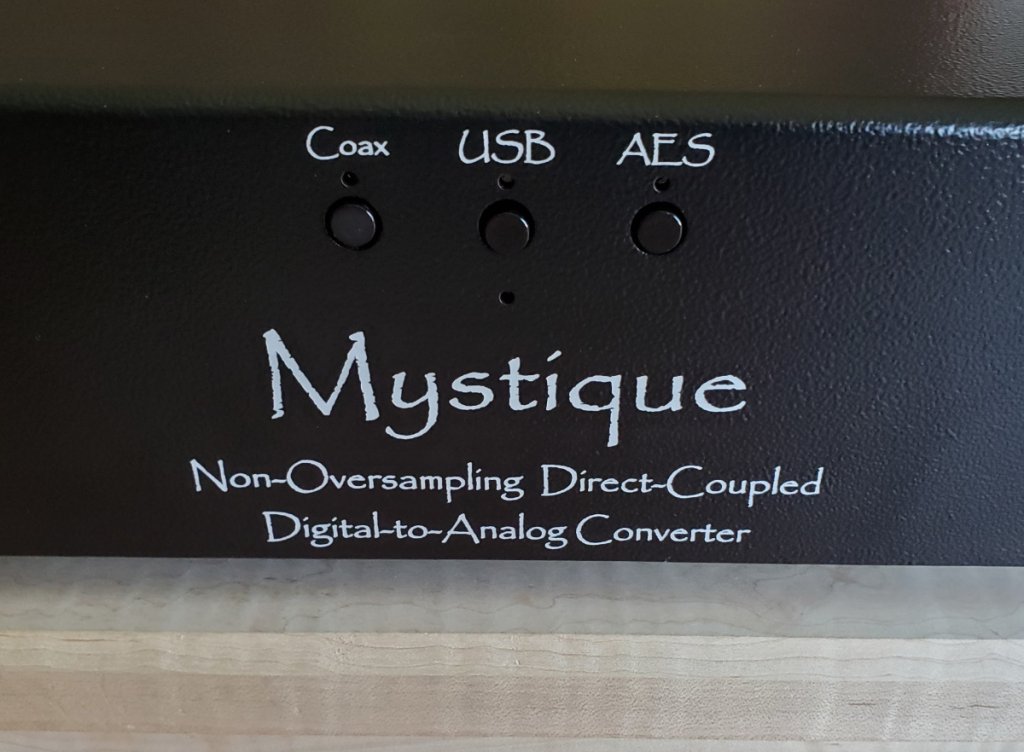 Coax USB AES
Mystique
Non-Oversampling Direct-Coupled
Digital-to-Analog Converter